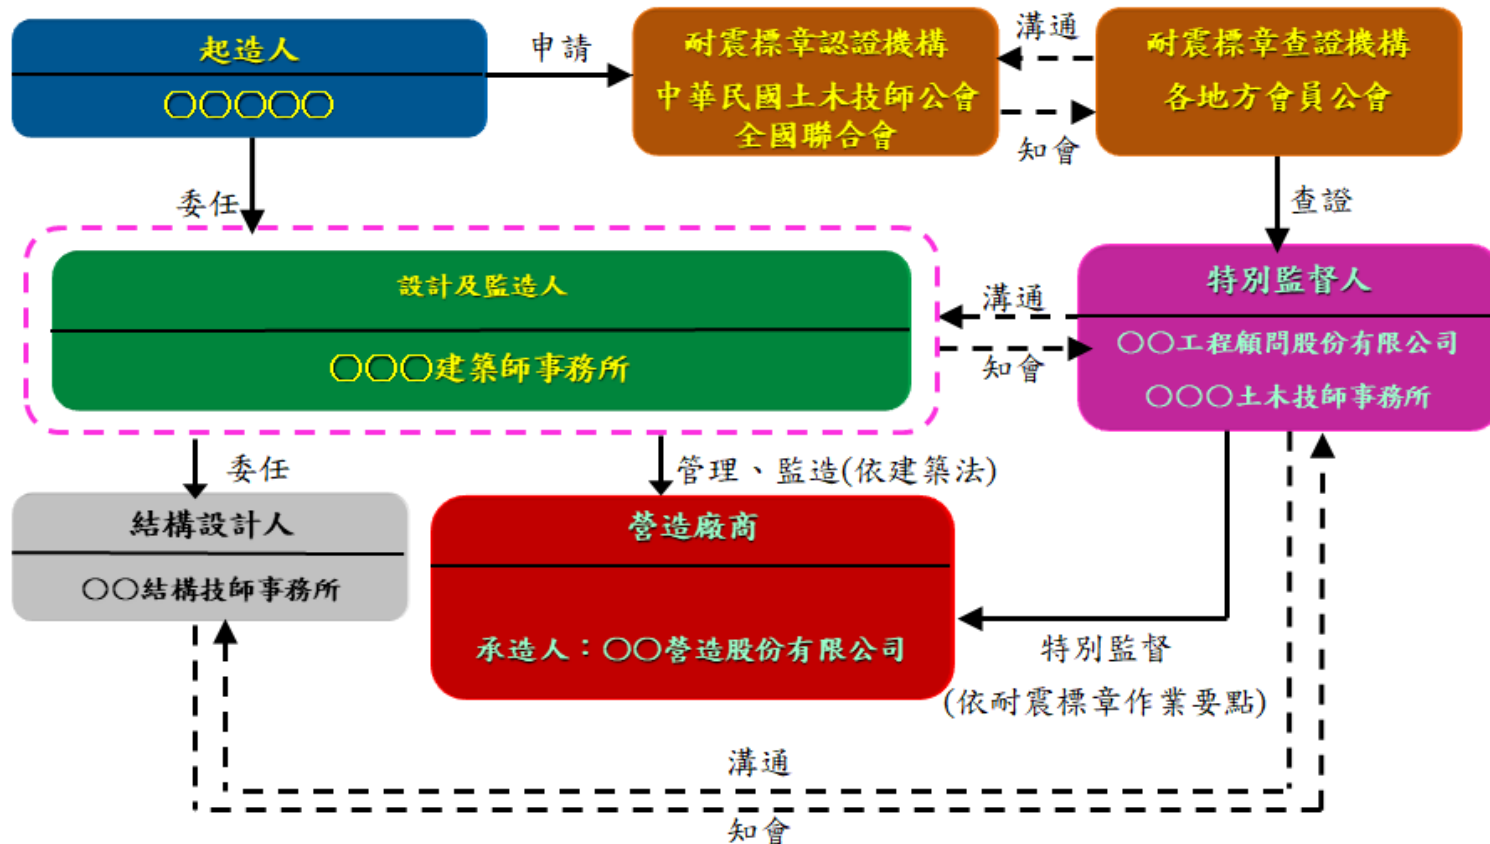 起造人
○○○○○
申請
耐震標章認證機構
中華民國土木技師公會
全國聯合會
溝通
知會
耐震標章查證機構
各地方會員公會
委任
查證
設計及監造人
○○○建築師事務所
溝通
知會
特別監督人
○○工程顧問股份有限公司
○○○土木技師事務所
委任
管理、監造(依建築法)
結構設計人
○○結構技師事務所
營造廠商
承造人：○○營造股份有限公司
特別監督
(依耐震標章作業要點)
溝通
知會